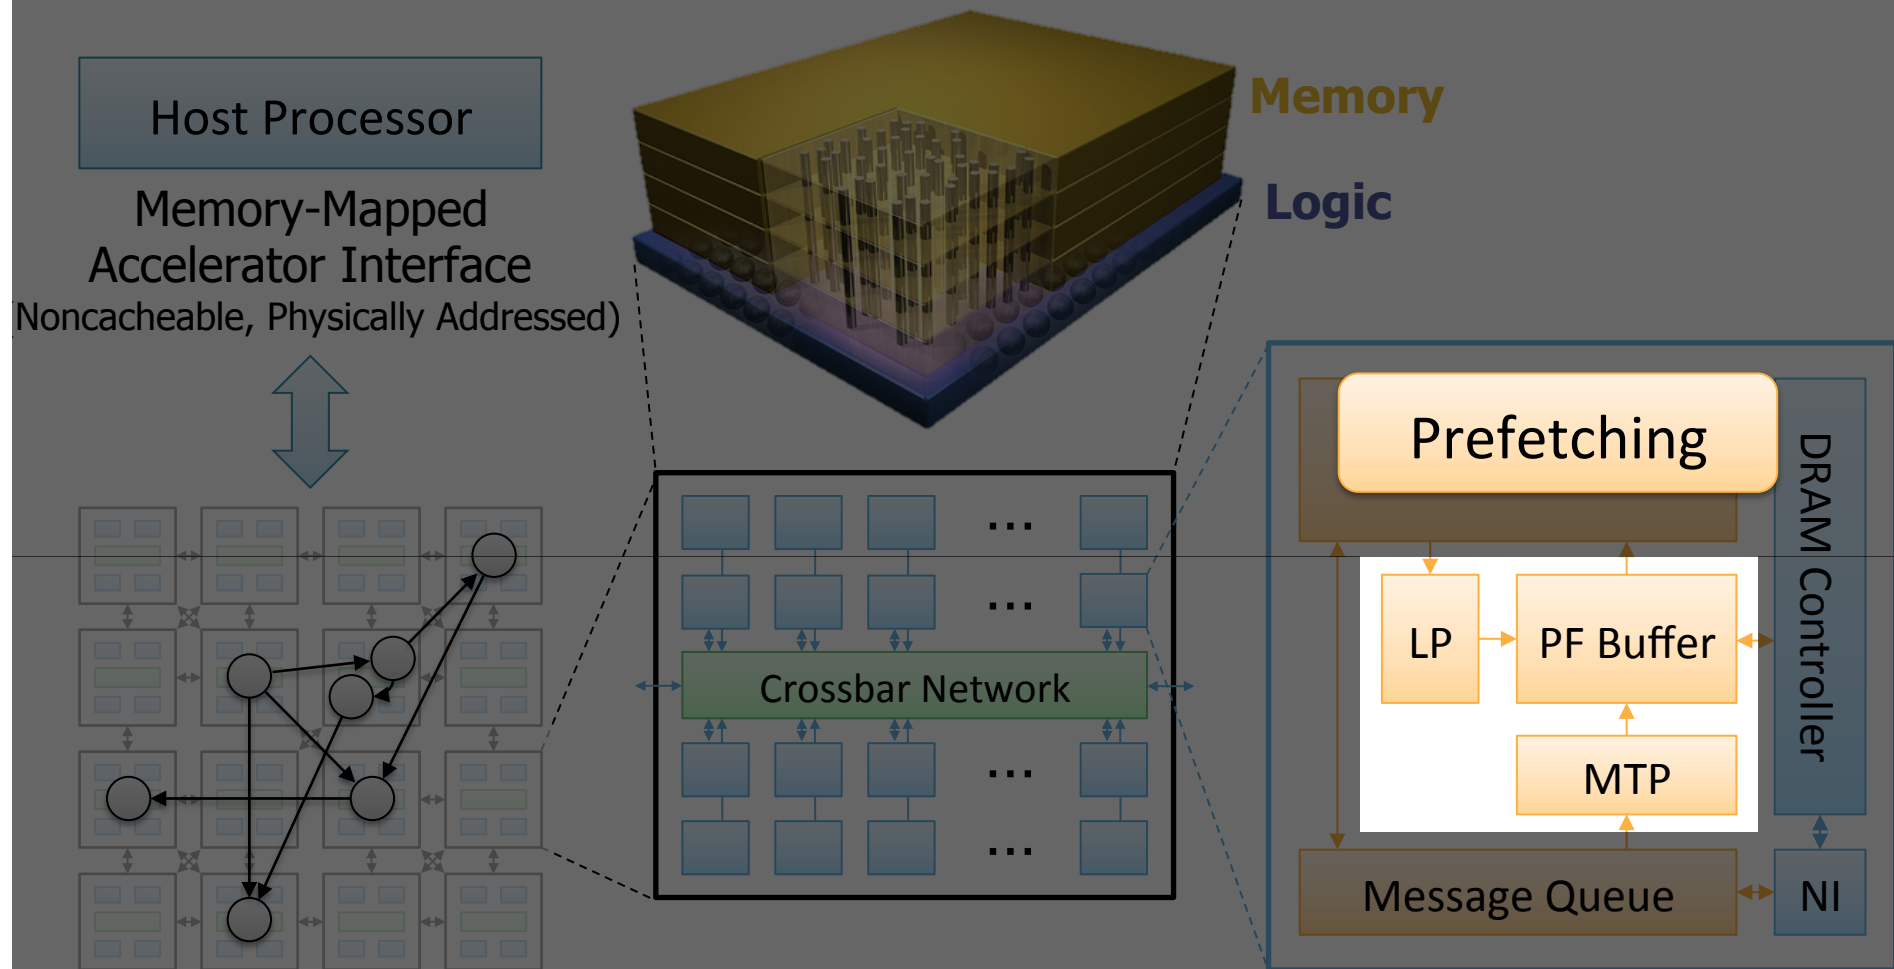 Host Processor
Memory-Mapped
Accelerator Interface
(Noncacheable, Physically Addressed)
Memory
Logic
...
...
Crossbar Network
...
...
Prefetching
LP
PF Buffer
MTP
Message Queue
DRAM Controller
NI